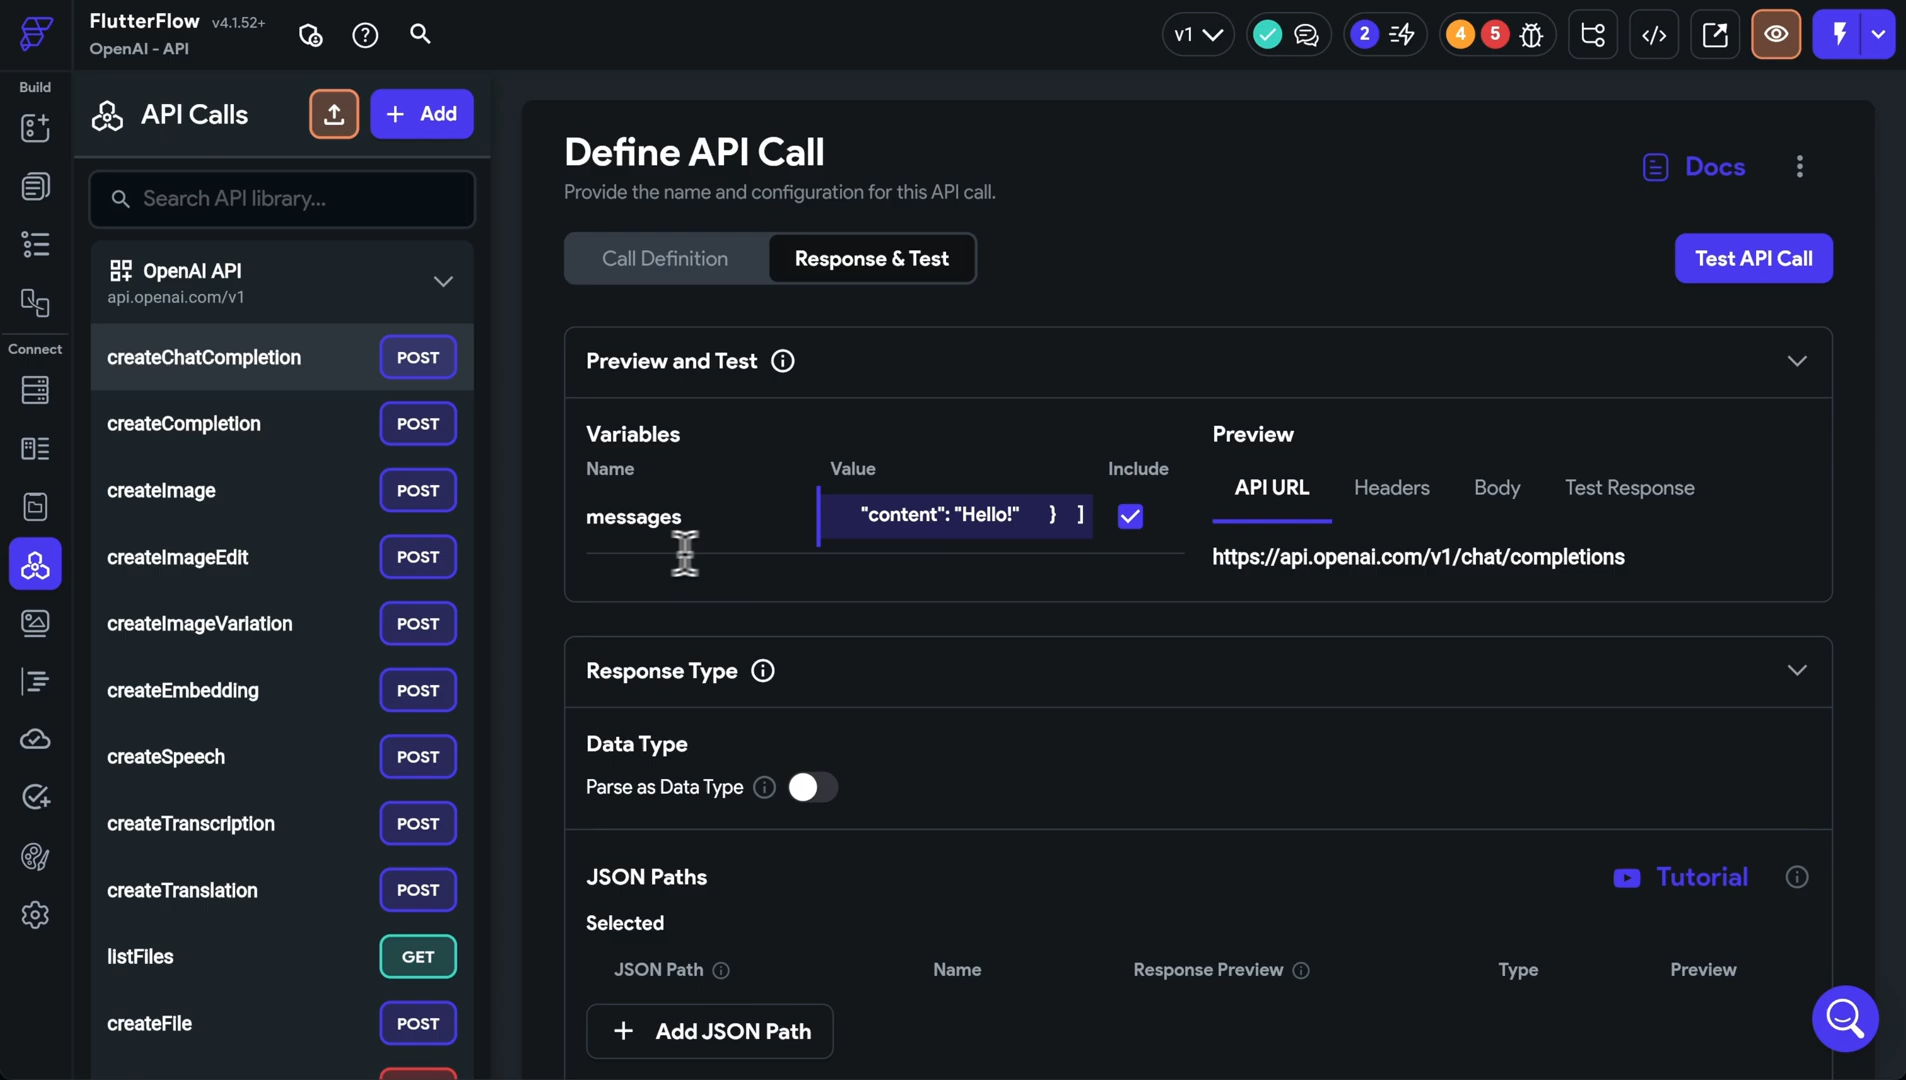 FlutterFlow v4.1.52+
OpenAI - API
v1
2
4 5
Build
API Calls
+ Add
Search API library...
OpenAI API
api.openai.com/v1
createChatCompletion POST
createCompletion POST
createImage POST
createImageEdit POST
createImageVariation POST
createEmbedding POST
createSpeech POST
createTranscription POST
createTranslation POST
listFiles GET
createFile POST
Connect
Define API Call
Provide the name and configuration for this API call.
Docs
Call Definition Response & Test
Test API Call
Preview and Test
Variables
Name Value Include
messages "content": "Hello!" } ]
Preview
API URL Headers Body Test Response
https://api.openai.com/v1/chat/completions
Response Type
Data Type
Parse as Data Type
JSON Paths
Tutorial
Selected
JSON Path Name Response Preview Type Preview
+ Add JSON Path